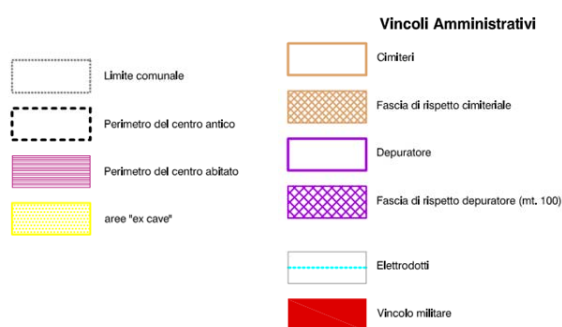 Limite comunale
Perimetro del centro antico
Perimetro del centro abitato
aree "ex cave"
Vincoli Amministrativi
Cimiteri
Fascia di rispetto cimiteriale
Depuratore
Fascia di rispetto depuratore (mt. 100)
Elettrodotti
Vincolo militare